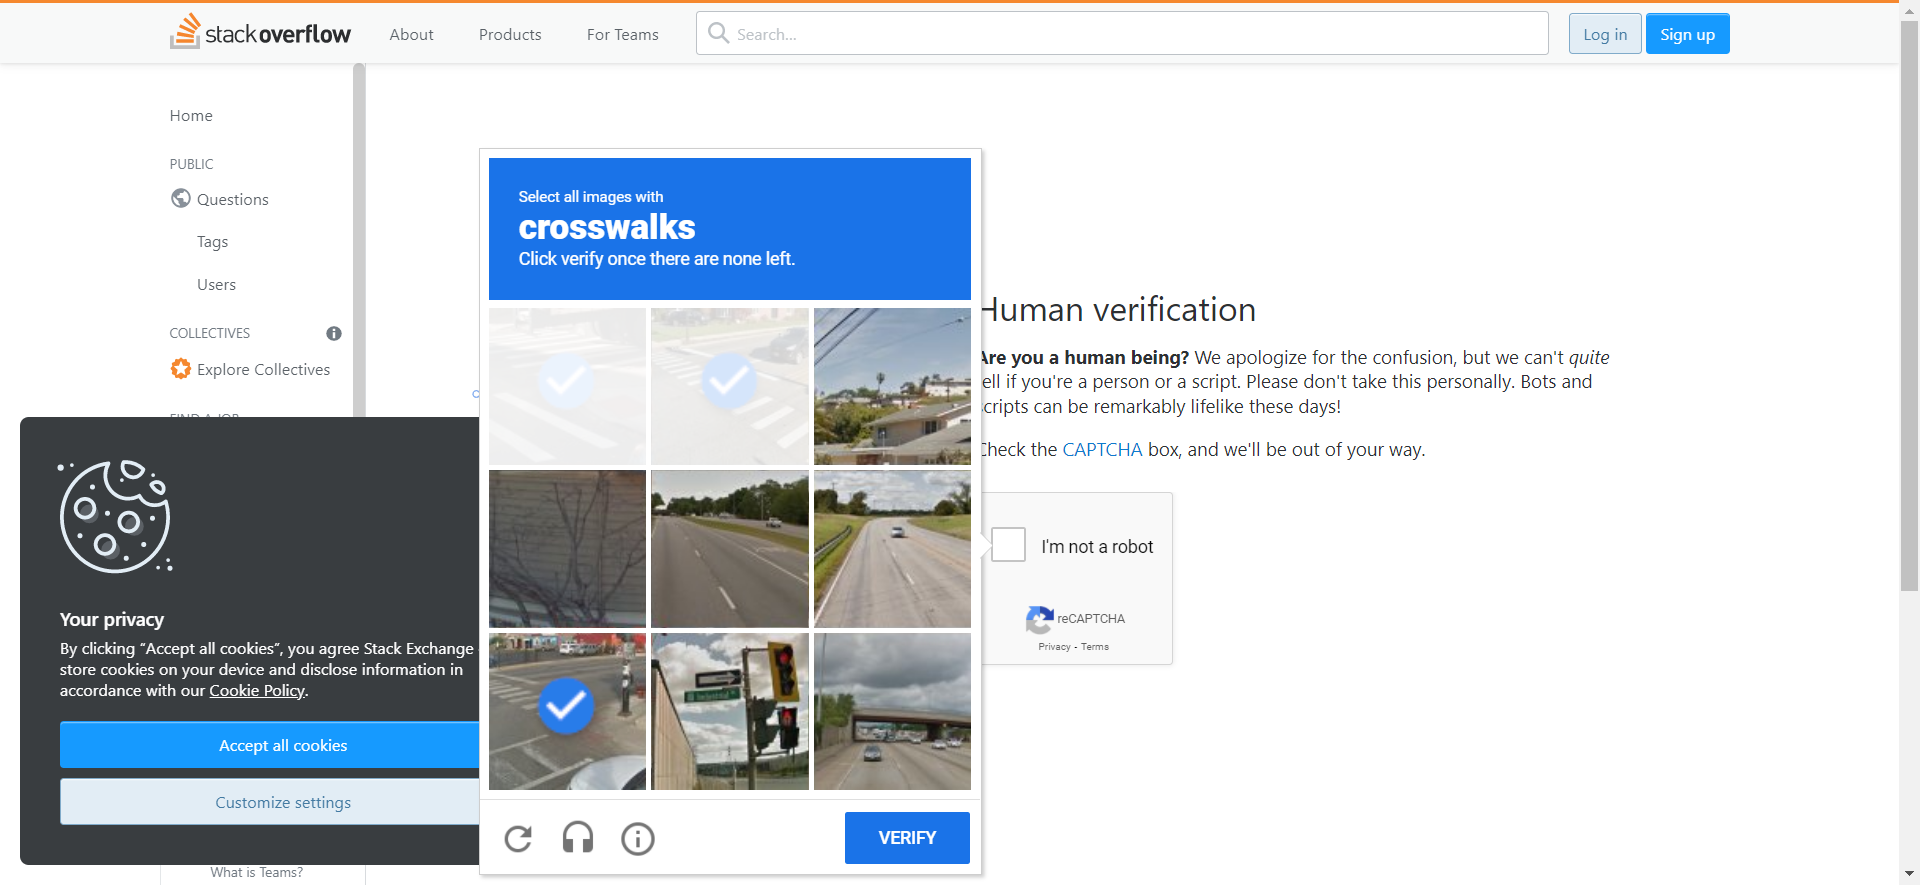 stack overflow
About
Products
For Teams
Search...
Log in
Sign up
Home
PUBLIC
Questions
Tags
Users
COLLECTIVES
Explore Collectives
Your privacy
By clicking “Accept all cookies”, you agree Stack Exchange
store cookies on your device and disclose information in
accordance with our Cookie Policy.
Accept all cookies
Customize settings
What is Teams?
Select all images with
crosswalks
Click verify once there are none left.
VERIFY
Human verification
Are you a human being? We apologize for the confusion, but we can't quite
tell if you're a person or a script. Please don't take this personally. Bots and
scripts can be remarkably lifelike these days!
Check the CAPTCHA box, and we'll be out of your way.
I'm not a robot
reCAPTCHA
Privacy - Terms